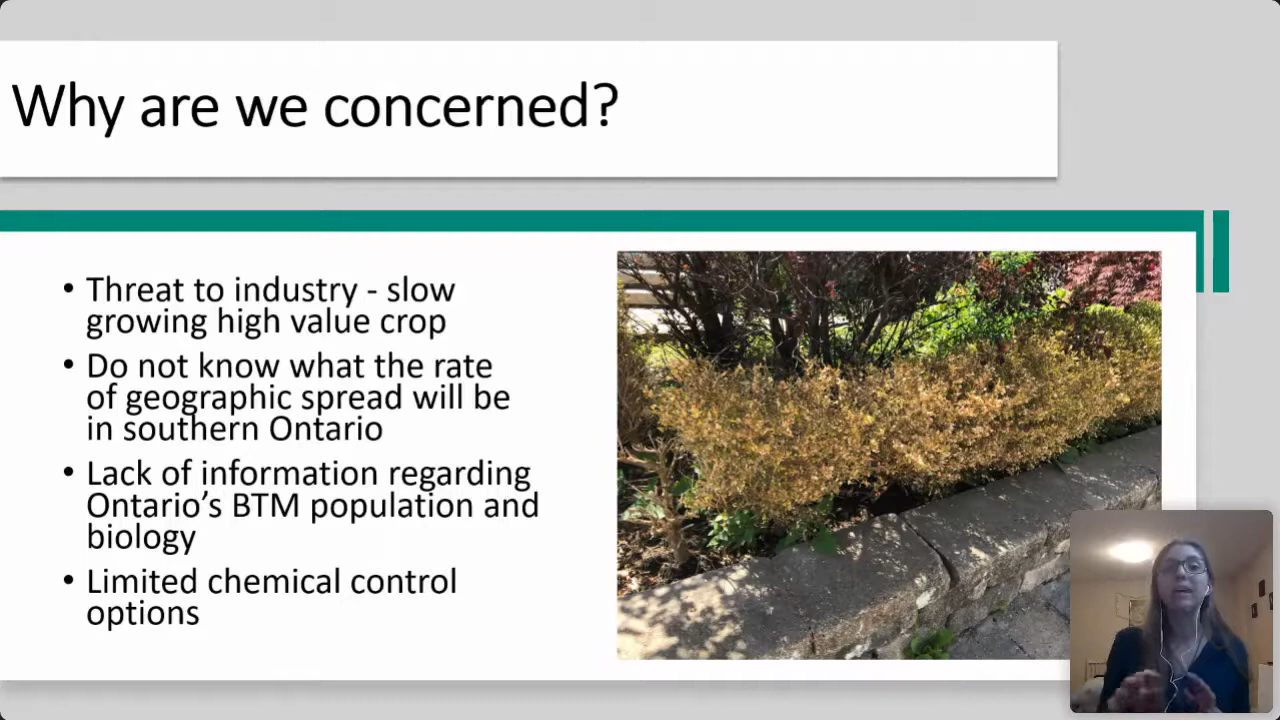 Why are we concerned?
• Threat to industry - slow
growing high value crop
• Do not know what the rate
of geographic spread will be
in southern Ontario
• Lack of information regarding
Ontario’s BTM population and
biology
• Limited chemical control
options